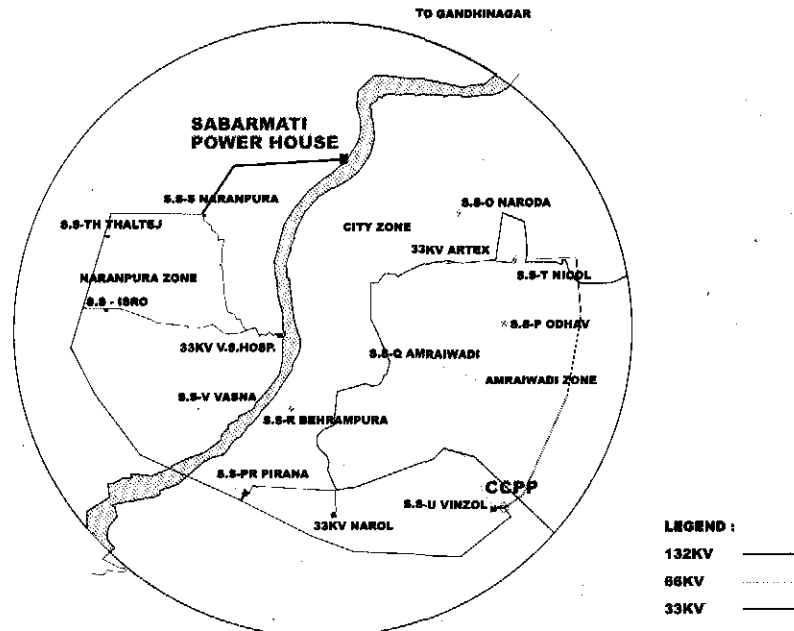 TO GANDHINAGAR
SABARMATI
POWER HOUSE
S.S-S NARANPURA
S.S-O NARODA
S.S-TH THALTEJ
CITY ZONE
33KV ARTEX
S.S-T NICOL
NARANPURA ZONE
S.S - ISRO
S.S-P ODHAV
33KV V.S.HOSP.
S.S-Q AMRAIWADI
AMRAIWADI ZONE
S.S-V VASNA
S.S-R BEHRAMPURA
S.S-PR PIRANA
CCPP
S.S-U VINZOL
33KV NAROL
LEGEND :
132KV
66KV
33KV